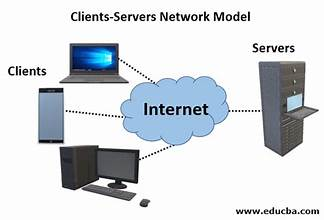 Clients-Servers Network Model
Clients
Servers
Internet
www.educba.com